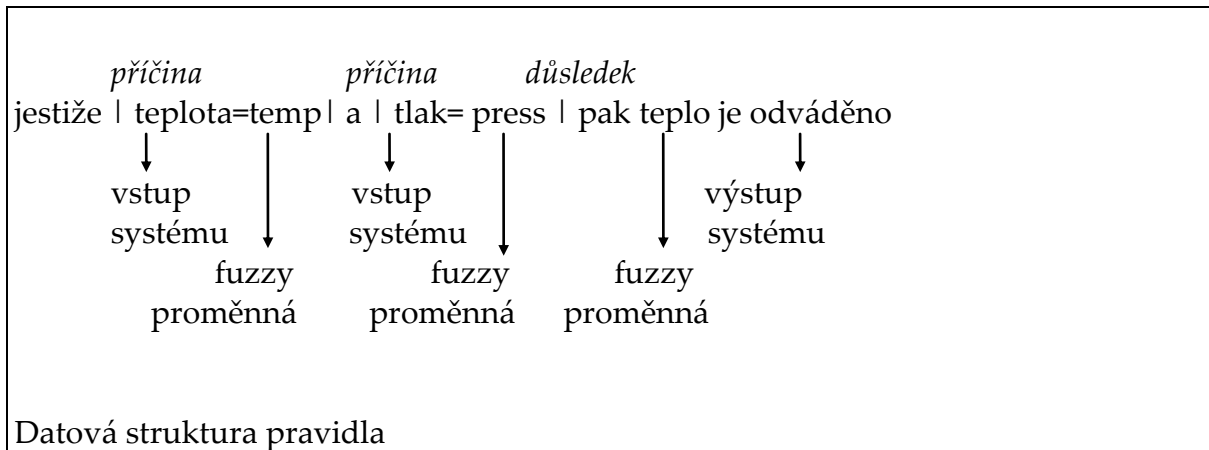 příčina příčina důsledek
jestiže | teplota=temp| a | tlak= press | pak teplo je odváděno
vstup vstup výstup
systému systému systému
fuzzy fuzzy fuzzy
proměnná proměnná proměnná
Datová struktura pravidla